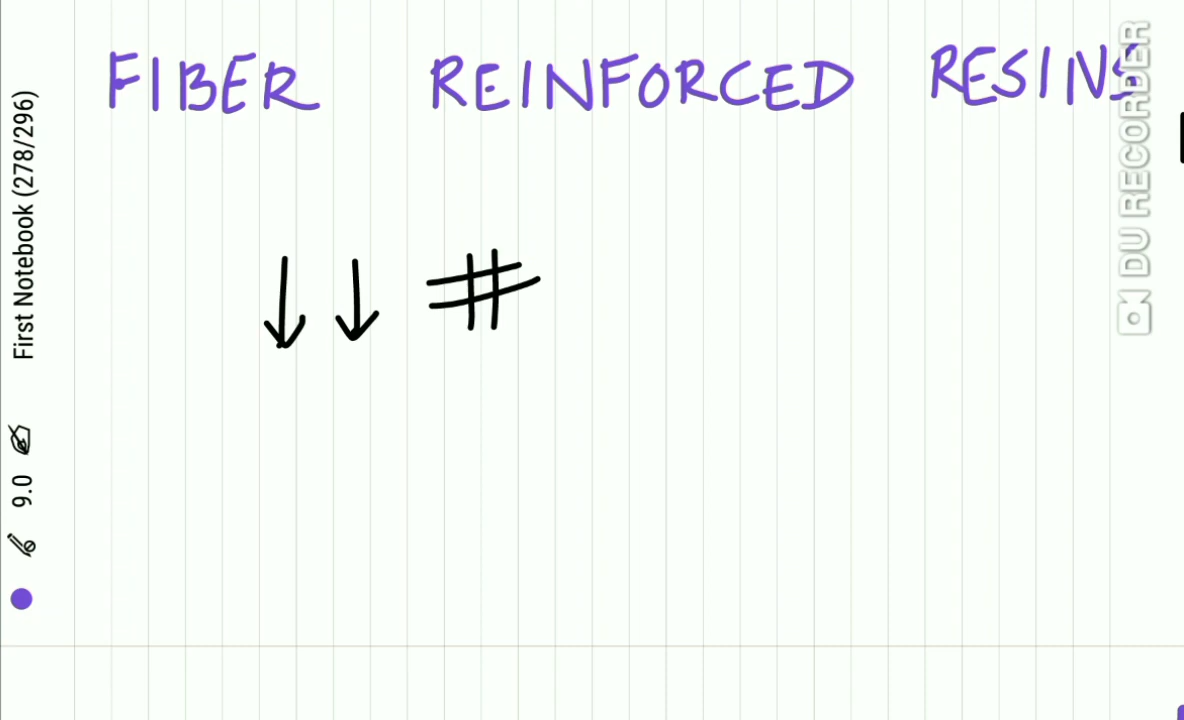 FIBER REINFORCED RESINS
↓↓ #
First Notebook (278/296)
9.0
DU RECORDER